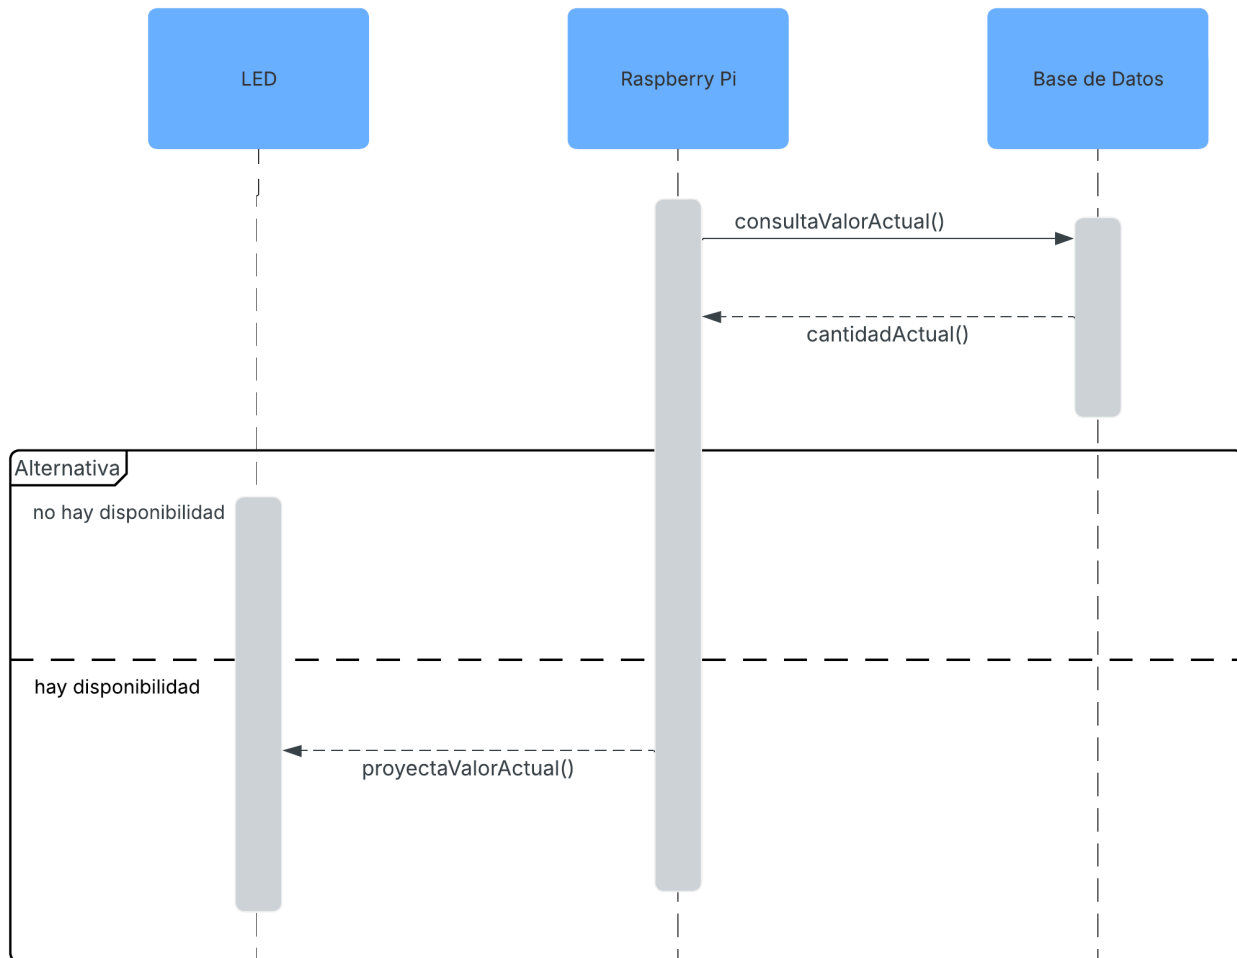 LED
Raspberry Pi
Base de Datos
consultaValorActual()
cantidadActual()
Alternativa
no hay disponibilidad
hay disponibilidad
proyectaValorActual()